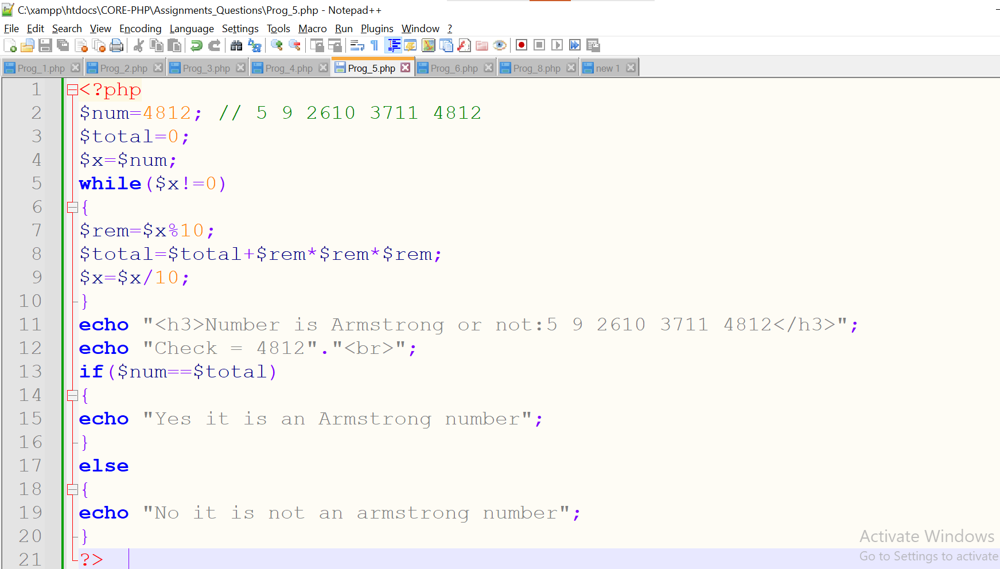 C:\xampp\htdocs\CORE-PHP\Assignments_Questions\Prog_5.php - Notepad++
File Edit Search View Encoding Language Settings Tools Macro Run Plugins Window ?
Prog_1.php Prog_2.php Prog_3.php Prog_4.php Prog_5.php Prog_6.php Prog_8.php new 1
1 <?php
2 $num=4812; // 5 9 2610 3711 4812
3 $total=0;
4 $x=$num;
5 while($x!=0)
6 {
7 $rem=$x%10;
8 $total=$total+$rem*$rem*$rem;
9 $x=$x/10;
10 }
11 echo "<h3>Number is Armstrong or not:5 9 2610 3711 4812</h3>";
12 echo "Check = 4812"."<br>";
13 if($num==$total)
14 {
15 echo "Yes it is an Armstrong number";
16 }
17 else
18 {
19 echo "No it is not an armstrong number";
20 }
21 ?>
Activate Windows
Go to Settings to activate